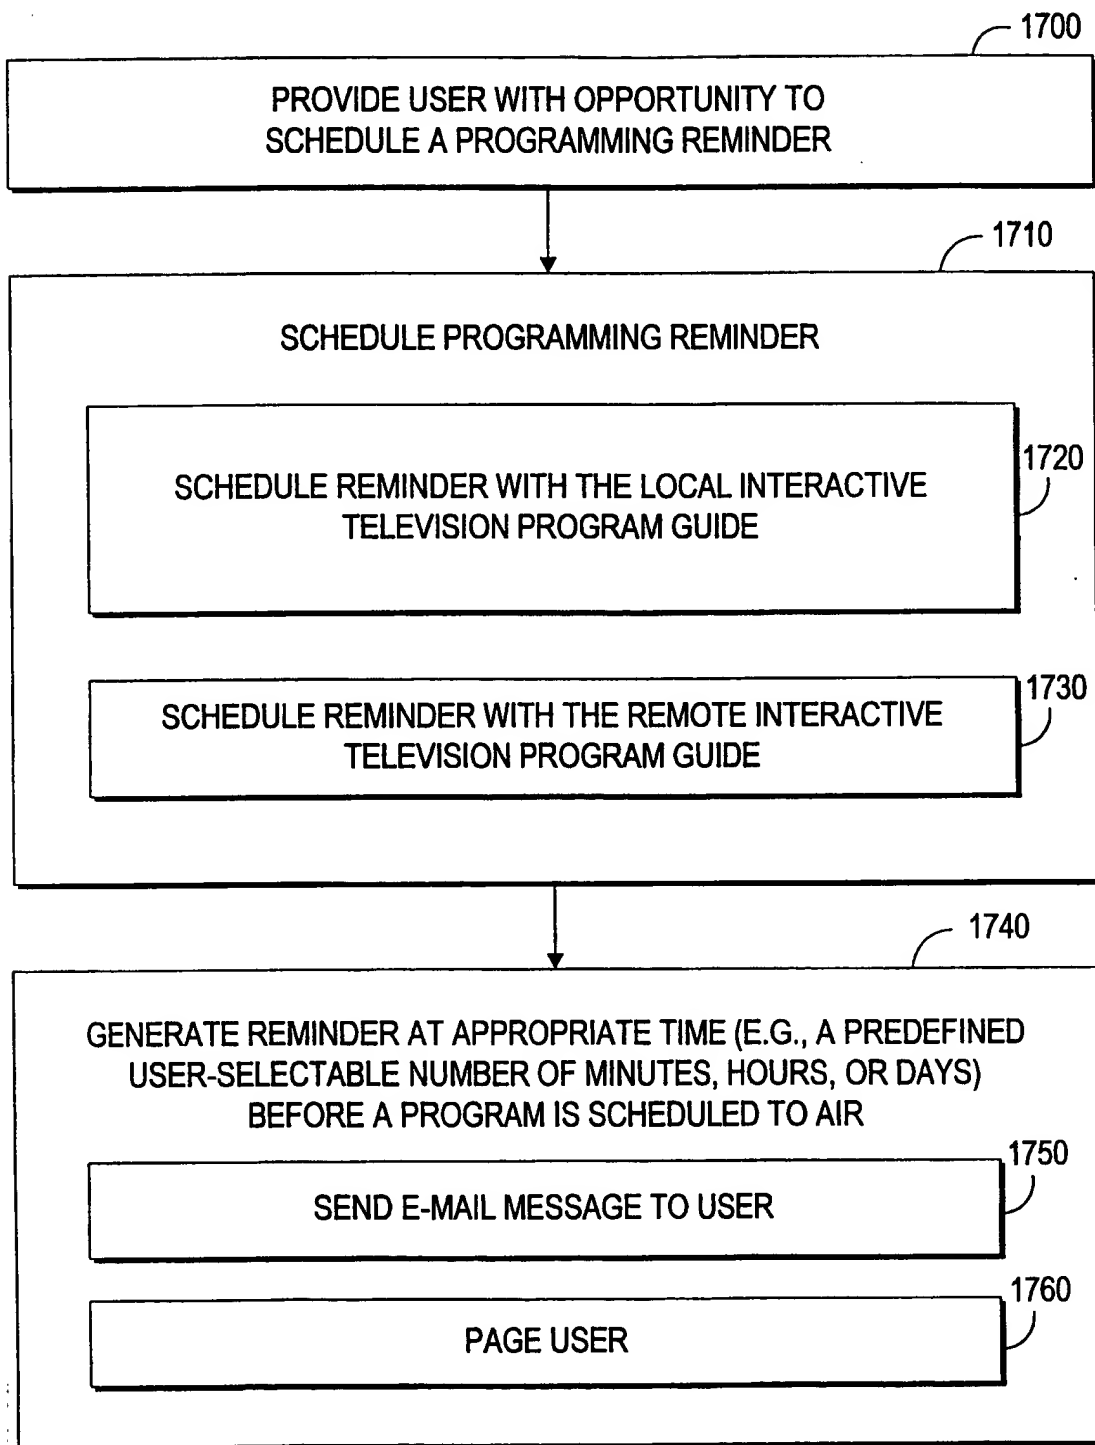 1700
PROVIDE USER WITH OPPORTUNITY TO
SCHEDULE A PROGRAMMING REMINDER
1710
SCHEDULE PROGRAMMING REMINDER
SCHEDULE REMINDER WITH THE LOCAL INTERACTIVE
TELEVISION PROGRAM GUIDE
1720
SCHEDULE REMINDER WITH THE REMOTE INTERACTIVE
TELEVISION PROGRAM GUIDE
1730
1740
GENERATE REMINDER AT APPROPRIATE TIME (E.G., A PREDEFINED
USER-SELECTABLE NUMBER OF MINUTES, HOURS, OR DAYS)
BEFORE A PROGRAM IS SCHEDULED TO AIR
1750
SEND E-MAIL MESSAGE TO USER
1760
PAGE USER